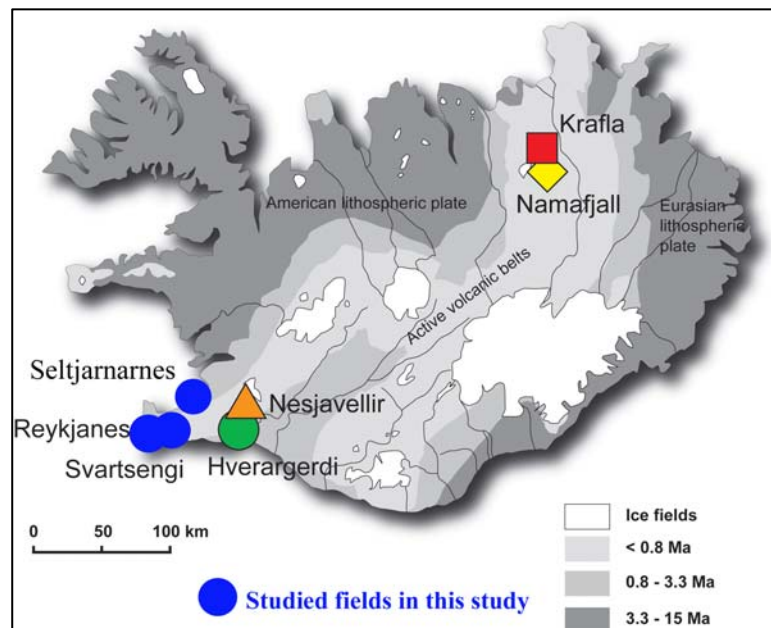 Krafla
Namafjall
American lithospheric plate
Eurasian
lithospheric
plate
Active volcanic belts
Seltjarnarnes
Nesjavellir
Reykjanes
Svartsengi
Hverargerdi
0 50 100 km
Ice fields
< 0.8 Ma
0.8 - 3.3 Ma
3.3 - 15 Ma
Studied fields in this study